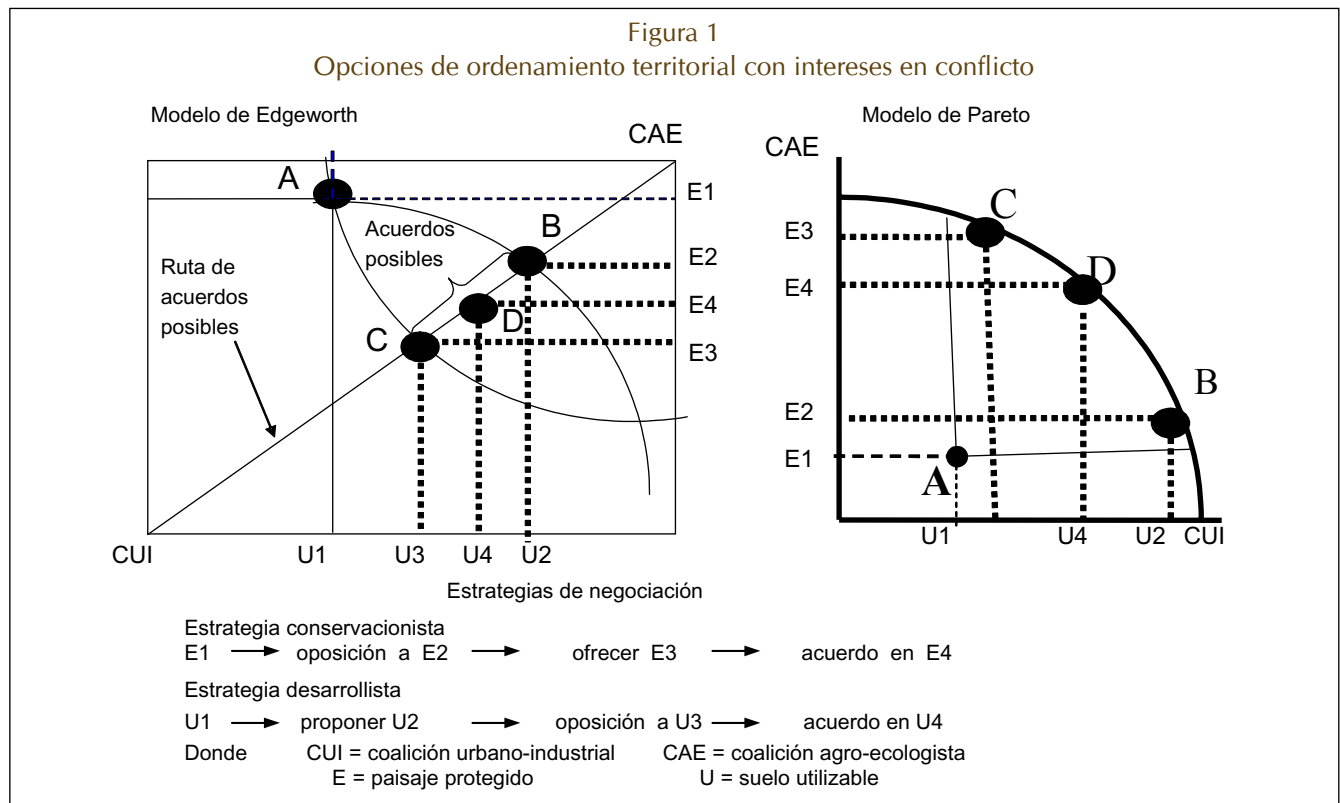 Figura 1
Opciones de ordenamiento territorial con intereses en conflicto
Modelo de Edgeworth
CAE
A
E1
Acuerdos
posibles
B
E2
Ruta de
acuerdos
posibles
E4
D
C
E3
CUI
U1
U3
U4
U2
Modelo de Pareto
CAE
C
E3
D
E4
B
E2
E1
A
U1
U4
U2
CUI
Estrategias de negociación
Estrategia conservacionista
E1 → oposición a E2 → ofrecer E3 → acuerdo en E4
Estrategia desarrollista
U1 → proponer U2 → oposición a U3 → acuerdo en U4
Donde CUI = coalición urbano-industrial CAE = coalición agro-ecologista
E = paisaje protegido U = suelo utilizable